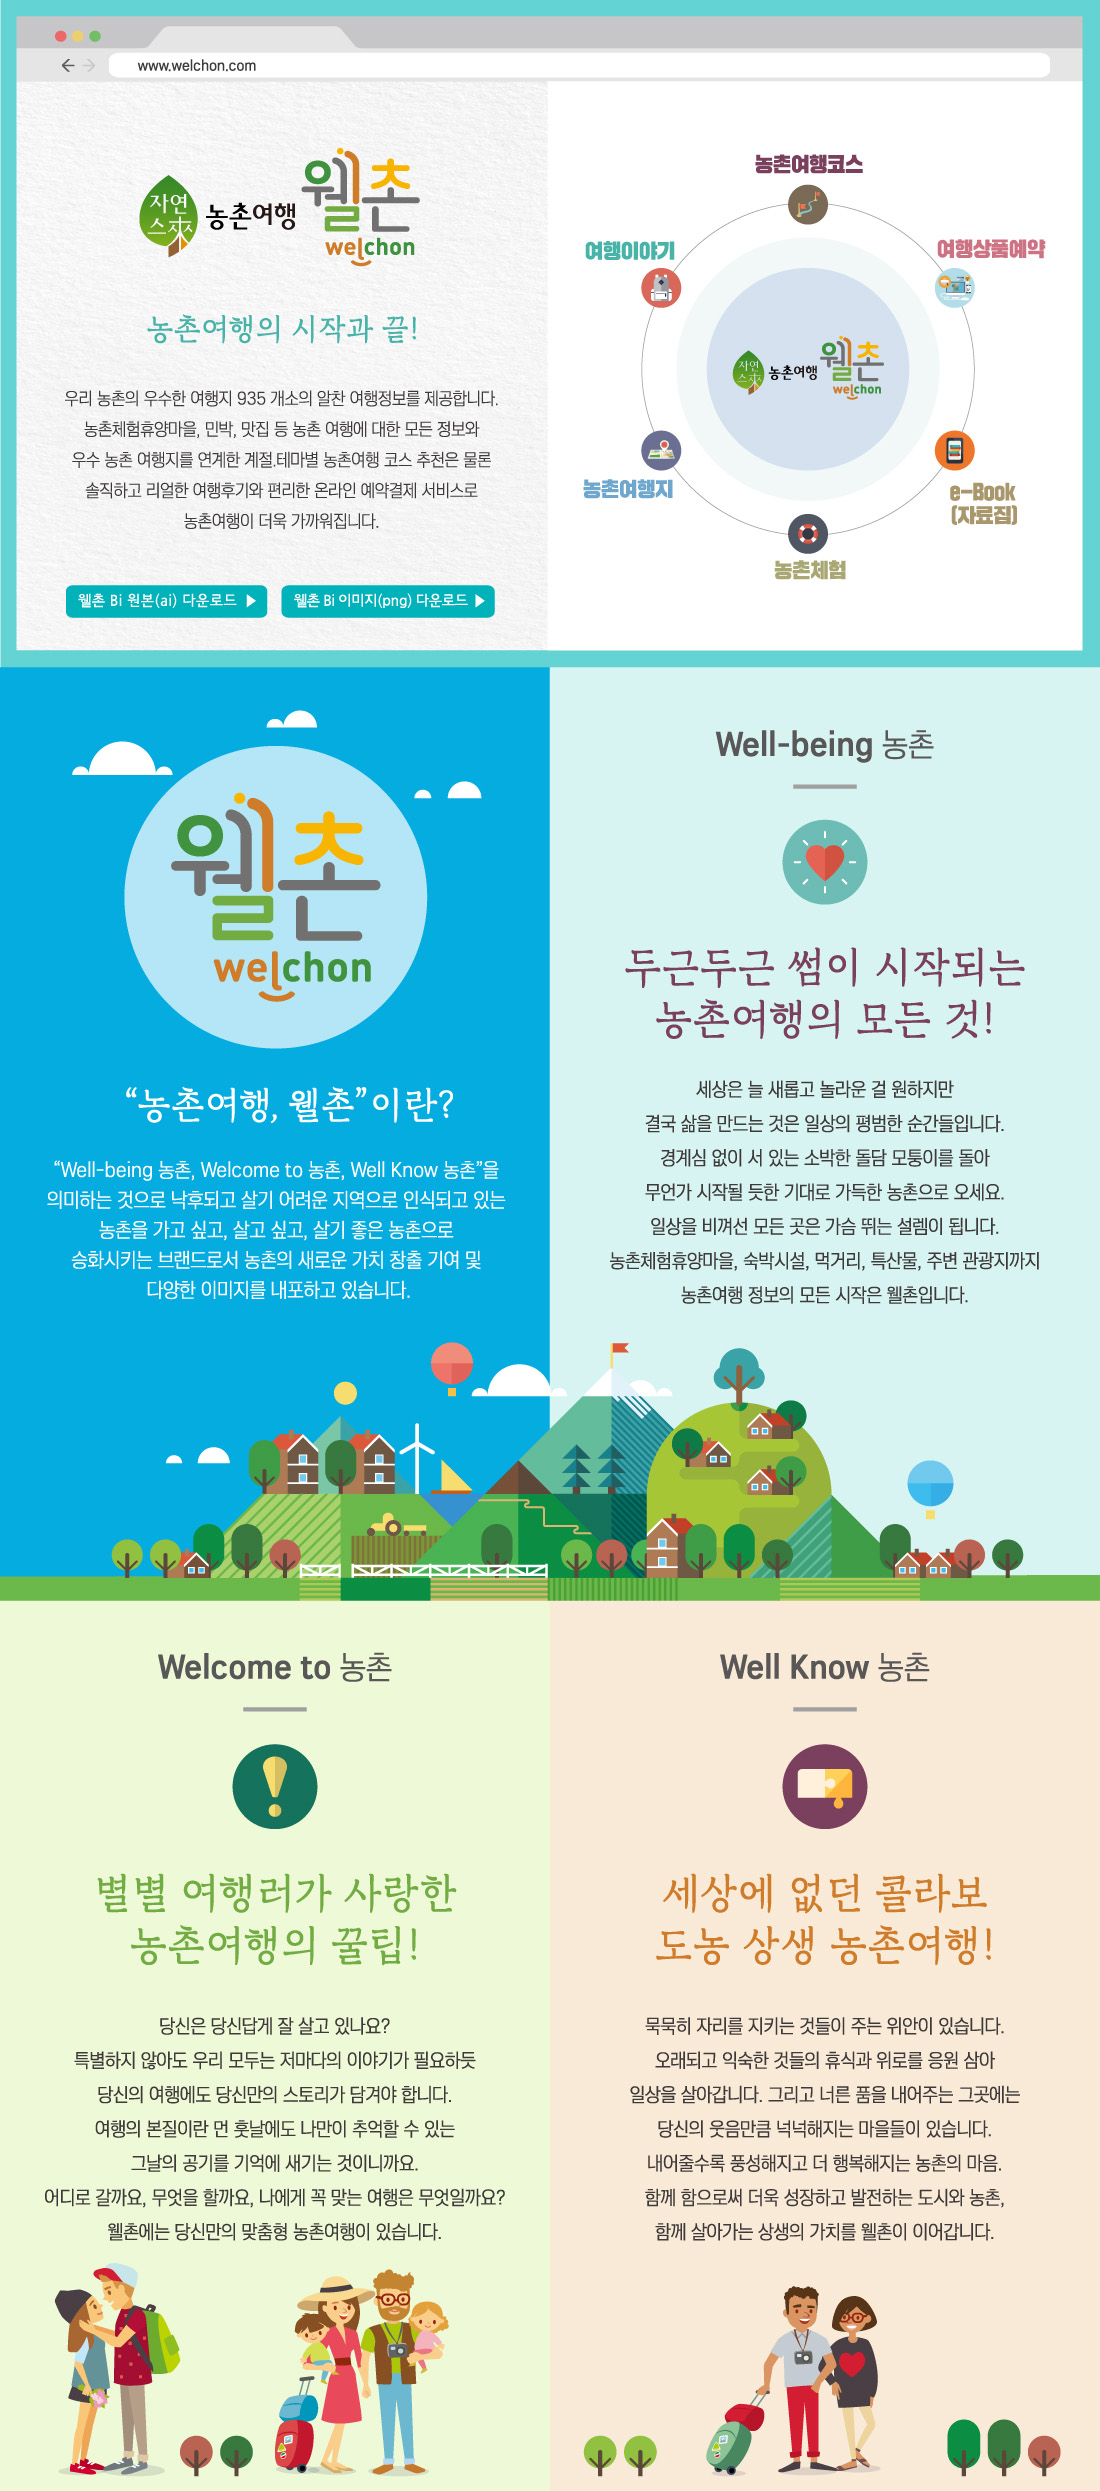 www.welchon.com
자연
스來
농촌여행
웰촌
welchon
농촌여행의 시작과 끝!
우리 농촌의 우수한 여행지 935 개소의 알찬 여행정보를 제공합니다.
농촌체험휴양마을, 민박, 맛집 등 농촌 여행에 대한 모든 정보와
우수 농촌 여행지를 연계한 계절.테마별 농촌여행 코스 추천은 물론
솔직하고 리얼한 여행후기와 편리한 온라인 예약결제 서비스로
농촌여행이 더욱 가까워집니다.
웰촌 Bi 원본(ai) 다운로드 ▶
웰촌 Bi 이미지(png) 다운로드 ▶
농촌여행코스
여행이야기
여행상품예약
자연
스來
농촌여행
웰촌
welchon
농촌여행지
e-Book
(자료집)
농촌체험
웰촌
welchon
“농촌여행, 웰촌”이란?
“Well-being 농촌, Welcome to 농촌, Well Know 농촌”을
의미하는 것으로 낙후되고 살기 어려운 지역으로 인식되고 있는
농촌을 가고 싶고, 살고 싶고, 살기 좋은 농촌으로
승화시키는 브랜드로서 농촌의 새로운 가치 창출 기여 및
다양한 이미지를 내포하고 있습니다.
Well-being 농촌
두근두근 썸이 시작되는
농촌여행의 모든 것!
세상은 늘 새롭고 놀라운 걸 원하지만
결국 삶을 만드는 것은 일상의 평범한 순간들입니다.
경계심 없이 서 있는 소박한 돌담 모퉁이를 돌아
무언가 시작될 듯한 기대로 가득한 농촌으로 오세요.
일상을 비껴선 모든 곳은 가슴 뛰는 설렘이 됩니다.
농촌체험휴양마을, 숙박시설, 먹거리, 특산물, 주변 관광지까지
농촌여행 정보의 모든 시작은 웰촌입니다.
Welcome to 농촌
별별 여행러가 사랑한
농촌여행의 꿀팁!
당신은 당신답게 잘 살고 있나요?
특별하지 않아도 우리 모두는 저마다의 이야기가 필요하듯
당신의 여행에도 당신만의 스토리가 담겨야 합니다.
여행의 본질이란 먼 훗날에도 나만이 추억할 수 있는
그날의 공기를 기억에 새기는 것이니까요.
어디로 갈까요, 무엇을 할까요, 나에게 꼭 맞는 여행은 무엇일까요?
웰촌에는 당신만의 맞춤형 농촌여행이 있습니다.
Well Know 농촌
세상에 없던 콜라보
도농 상생 농촌여행!
묵묵히 자리를 지키는 것들이 주는 위안이 있습니다.
오래되고 익숙한 것들의 휴식과 위로를 응원 삼아
일상을 살아갑니다. 그리고 너른 품을 내어주는 그곳에는
당신의 웃음만큼 넉넉해지는 마을들이 있습니다.
내어줄수록 풍성해지고 더 행복해지는 농촌의 마음.
함께 함으로써 더욱 성장하고 발전하는 도시와 농촌,
함께 살아가는 상생의 가치를 웰촌이 이어갑니다.